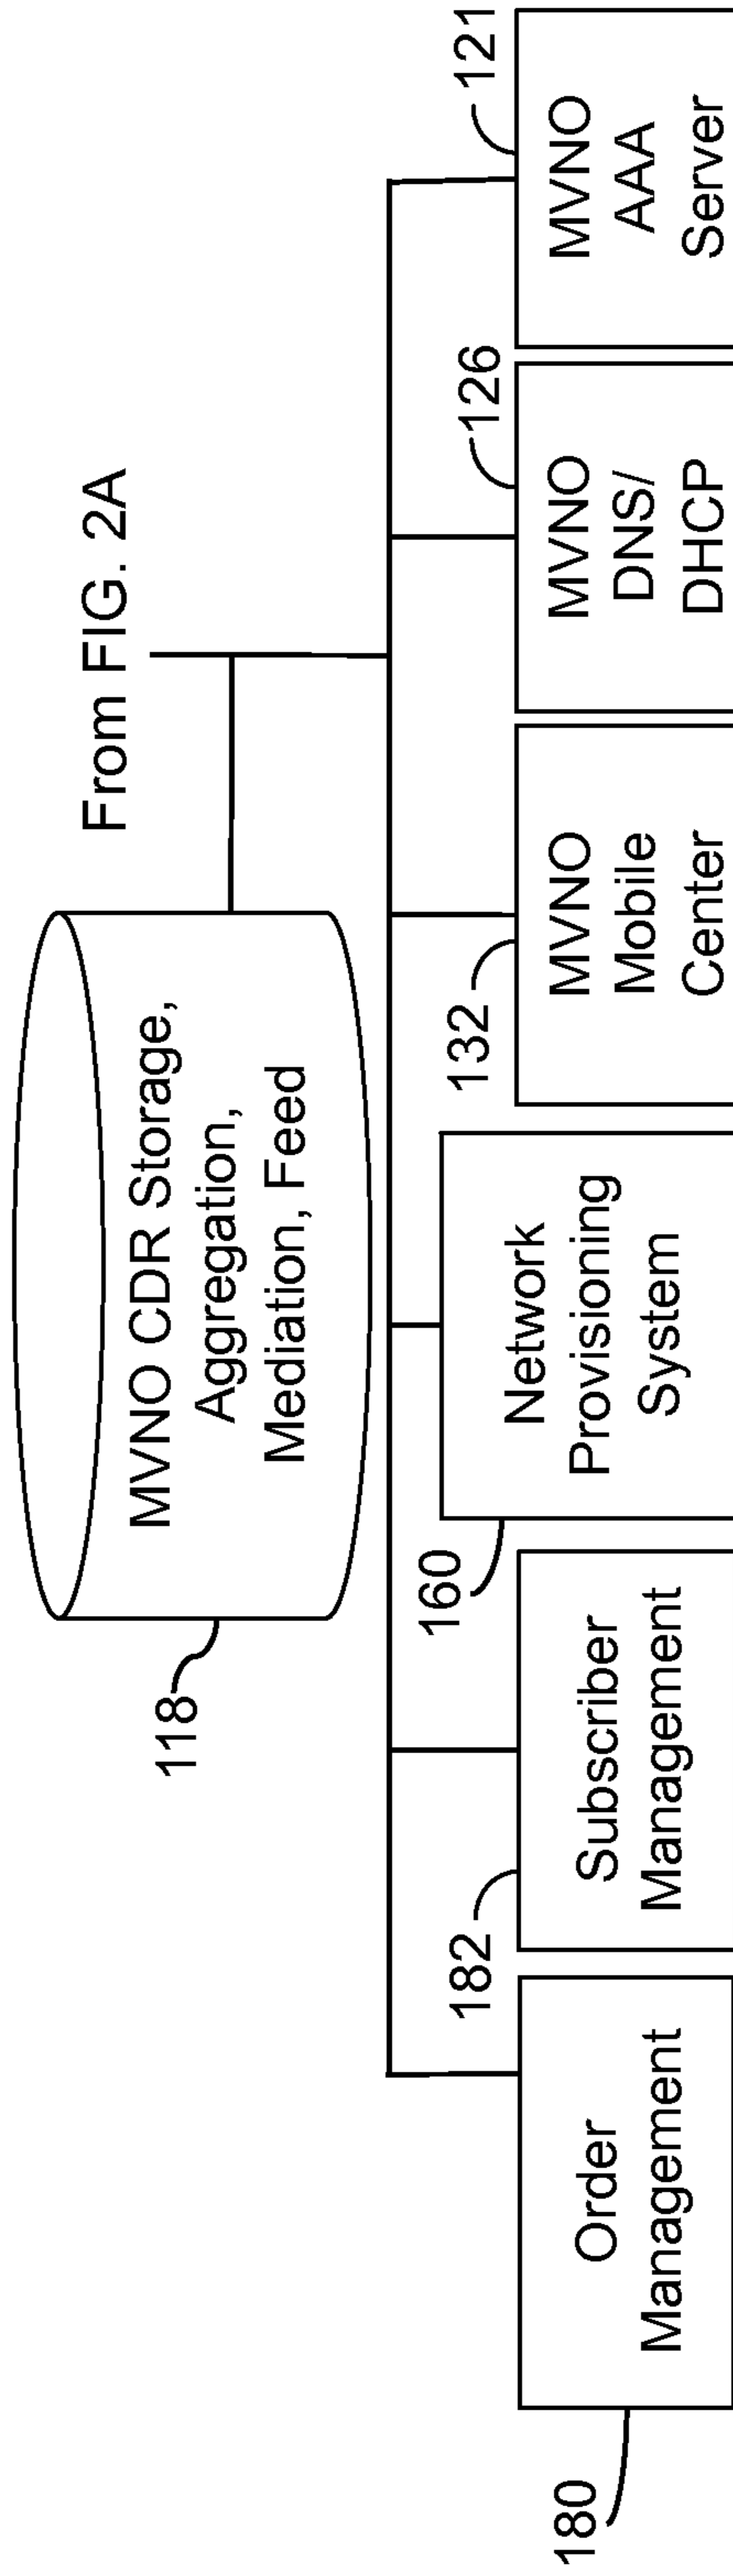 From FIG. 2A
MVNO CDR Storage,
Aggregation,
Mediation, Feed
118
180
Order
Management
182
Subscriber
Management
160
Network
Provisioning
System
132
MVNO
Mobile
Center
126
MVNO
DNS/
DHCP
121
MVNO
AAA
Server